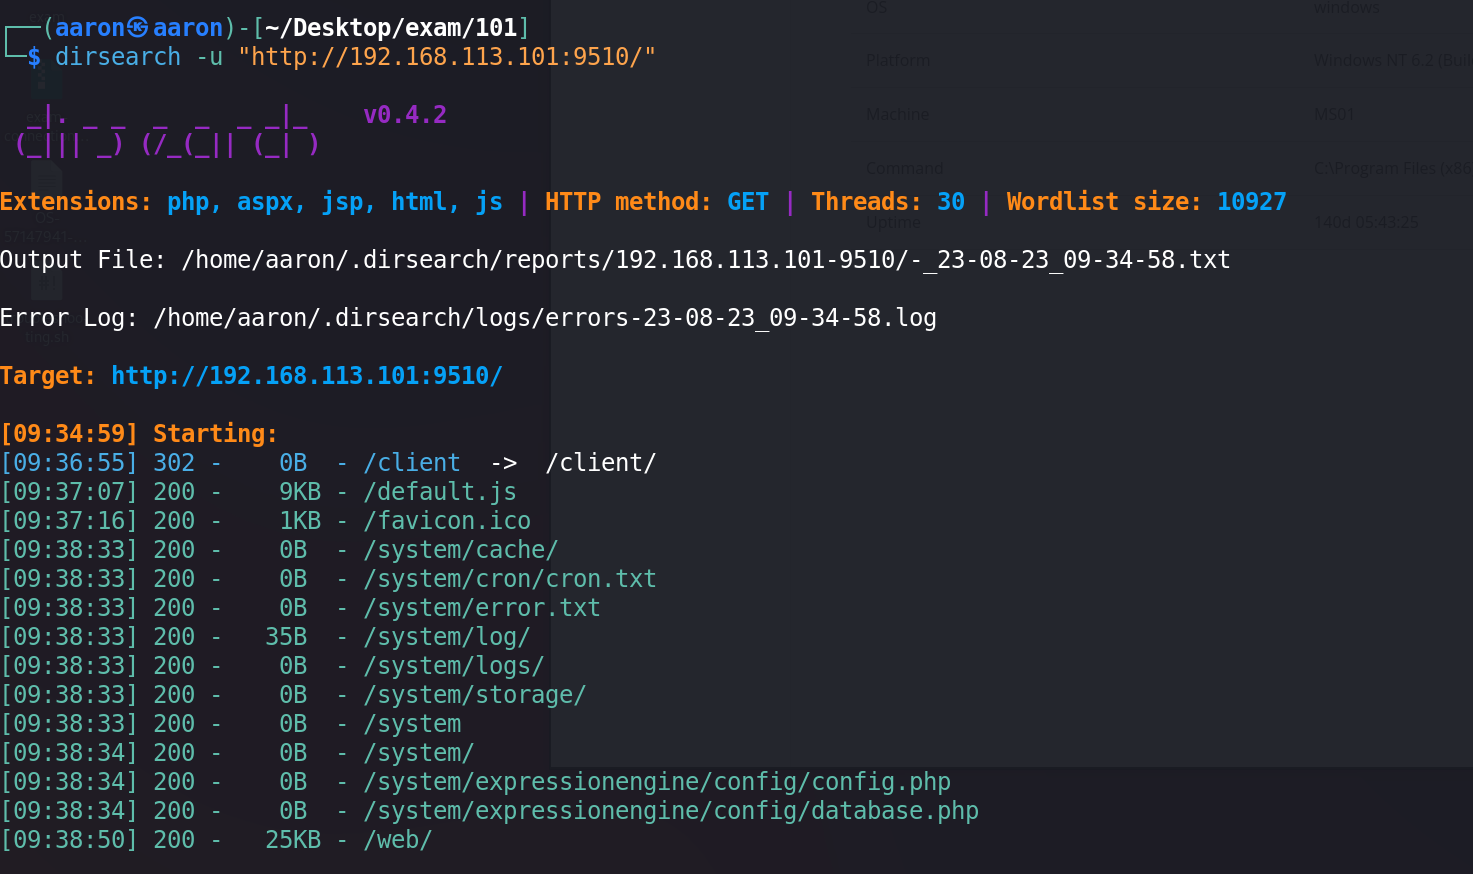 ┌──(aaron㉿aaron)-[~/Desktop/exam/101]
└─$ dirsearch -u "http://192.168.113.101:9510/"
  _|. _ _  _  _  _ _|_    v0.4.2
 (_||| _) (/_(_|| (_| )
Extensions: php, aspx, jsp, html, js | HTTP method: GET | Threads: 30 | Wordlist size: 10927
Output File: /home/aaron/.dirsearch/reports/192.168.113.101-9510/-_23-08-23_09-34-58.txt
Error Log: /home/aaron/.dirsearch/logs/errors-23-08-23_09-34-58.log
Target: http://192.168.113.101:9510/
[09:34:59] Starting:
[09:36:55] 302 -    0B  - /client  ->  /client/
[09:37:07] 200 -    9KB - /default.js
[09:37:16] 200 -    1KB - /favicon.ico
[09:38:33] 200 -    0B  - /system/cache/
[09:38:33] 200 -    0B  - /system/cron/cron.txt
[09:38:33] 200 -    0B  - /system/error.txt
[09:38:33] 200 -   35B  - /system/log/
[09:38:33] 200 -    0B  - /system/logs/
[09:38:33] 200 -    0B  - /system/storage/
[09:38:33] 200 -    0B  - /system
[09:38:34] 200 -    0B  - /system/
[09:38:34] 200 -    0B  - /system/expressionengine/config/config.php
[09:38:34] 200 -    0B  - /system/expressionengine/config/database.php
[09:38:50] 200 -   25KB - /web/
OS windows
Platform Windows NT 6.2 (Buil
Machine MS01
Command C:\Program Files (x86
Uptime 140d 05:43:25